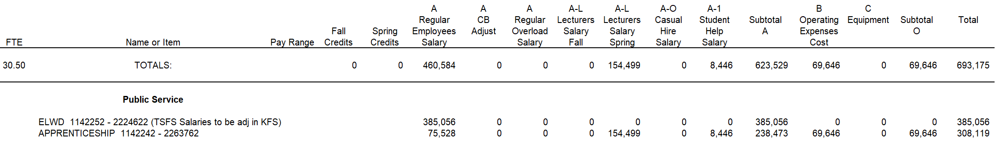 A A A A-L A-L A-O A-1 B C
Regular CB Regular Lecturers Lecturers Casual Student Subtotal Operating Equipment Subtotal Total
Fall Spring Employees Adjust Overload Salary Salary Hire Help A Expenses O
FTE Name or Item Pay Range Credits Credits Salary Salary Fall Spring Salary Salary Cost
30.50 TOTALS: 0 0 460,584 0 0 0 154,499 0 8,446 623,529 69,646 0 69,646 693,175
Public Service
ELWD 1142252 - 2224622 (TSFS Salaries to be adj in KFS) 385,056 0 0 0 0 0 0 385,056 0 0 0 385,056
APPRENTICESHIP 1142242 - 2263762 75,528 0 0 0 154,499 0 8,446 238,473 69,646 0 69,646 308,119